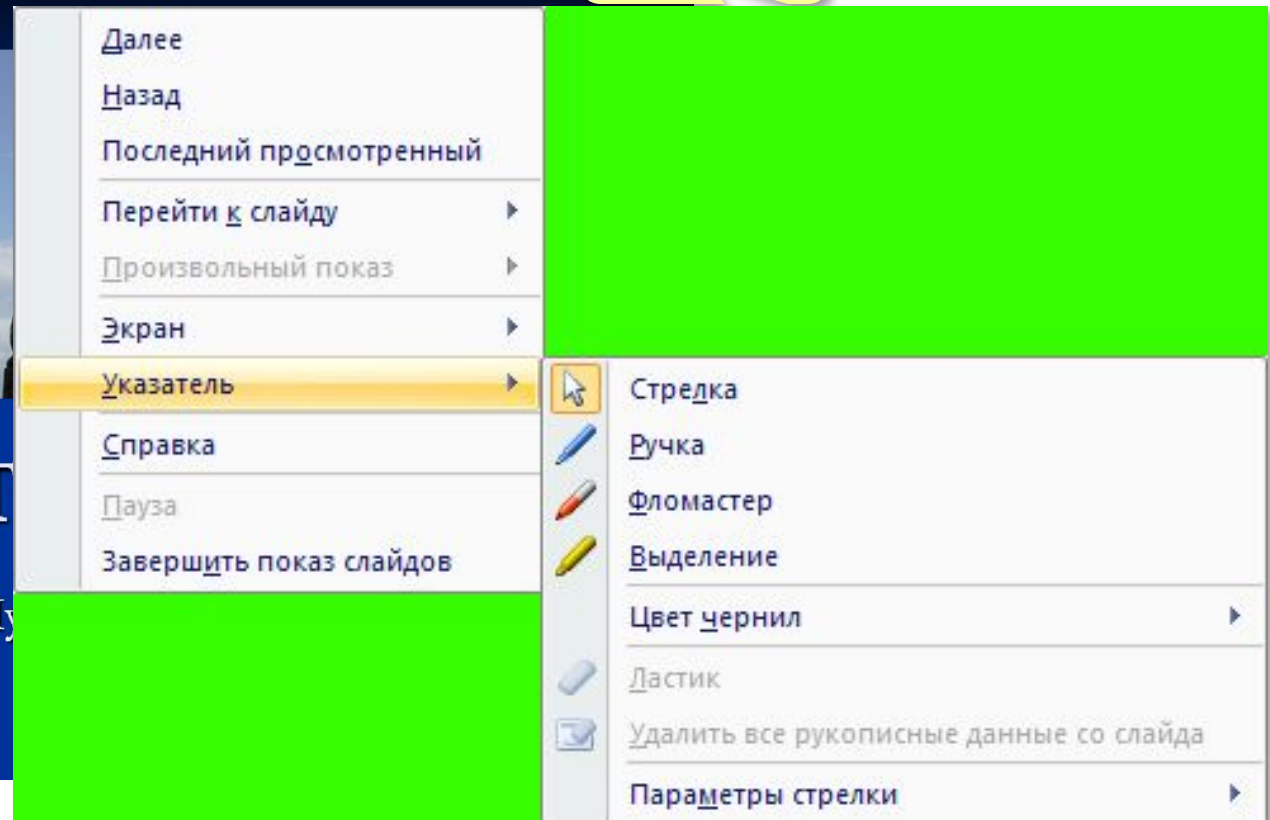 Далее
Назад
Последний просмотренный
Перейти к слайду
Произвольный показ
Экран
Указатель
Справка
Пауза
Завершить показ слайдов
Стрелка
Ручка
Фломастер
Выделение
Цвет чернил
Ластик
Удалить все рукописные данные со слайда
Параметры стрелки